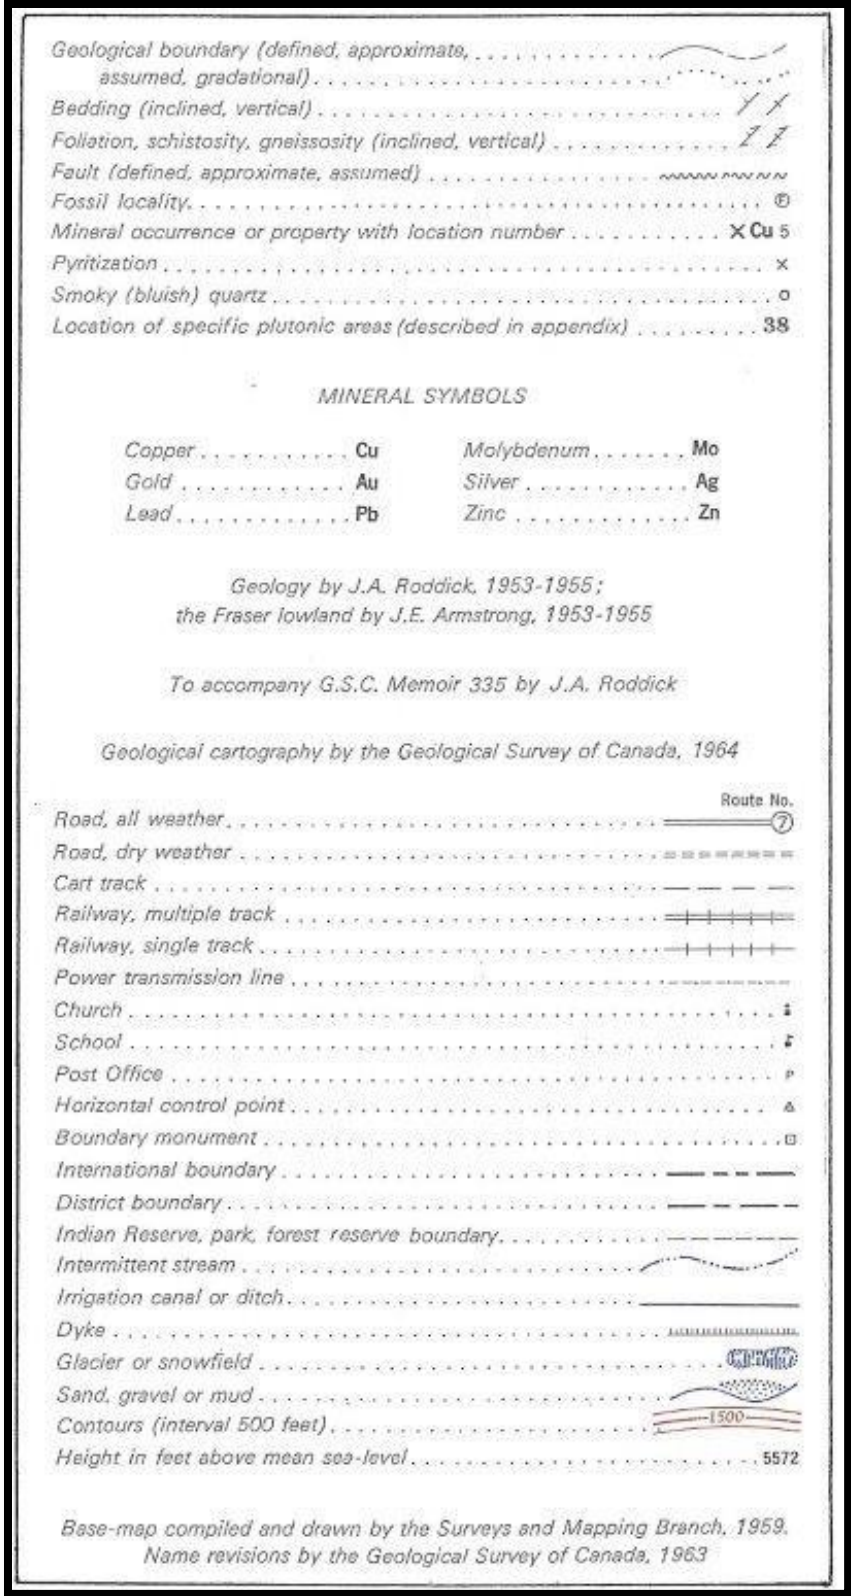 Geological boundary (defined, approximate,
assumed, gradational)
Bedding (inclined, vertical)
Foliation, schistosity, gneissosity (inclined, vertical)
Fault (defined, approximate, assumed)
Fossil locality F
Mineral occurrence or property with location number X Cu 5
Pyritization x
Smoky (bluish) quartz o
Location of specific plutonic areas (described in appendix) 38
MINERAL SYMBOLS
Copper Cu Molybdenum Mo
Gold Au Silver Ag
Lead Pb Zinc Zn
Geology by J.A. Roddick, 1953-1955;
the Fraser lowland by J.E. Armstrong, 1953-1955
To accompany G.S.C. Memoir 335 by J.A. Roddick
Geological cartography by the Geological Survey of Canada, 1964
Route No.
Road, all weather 7
Road, dry weather
Cart track
Railway, multiple track
Railway, single track
Power transmission line
Church
School
Post Office P
Horizontal control point
Boundary monument
International boundary
District boundary
Indian Reserve, park, forest reserve boundary
Intermittent stream
Irrigation canal or ditch
Dyke
Glacier or snowfield
Sand, gravel or mud
Contours (interval 500 feet) 1500
Height in feet above mean sea-level 5572
Base-map compiled and drawn by the Surveys and Mapping Branch, 1959.
Name revisions by the Geological Survey of Canada, 1963